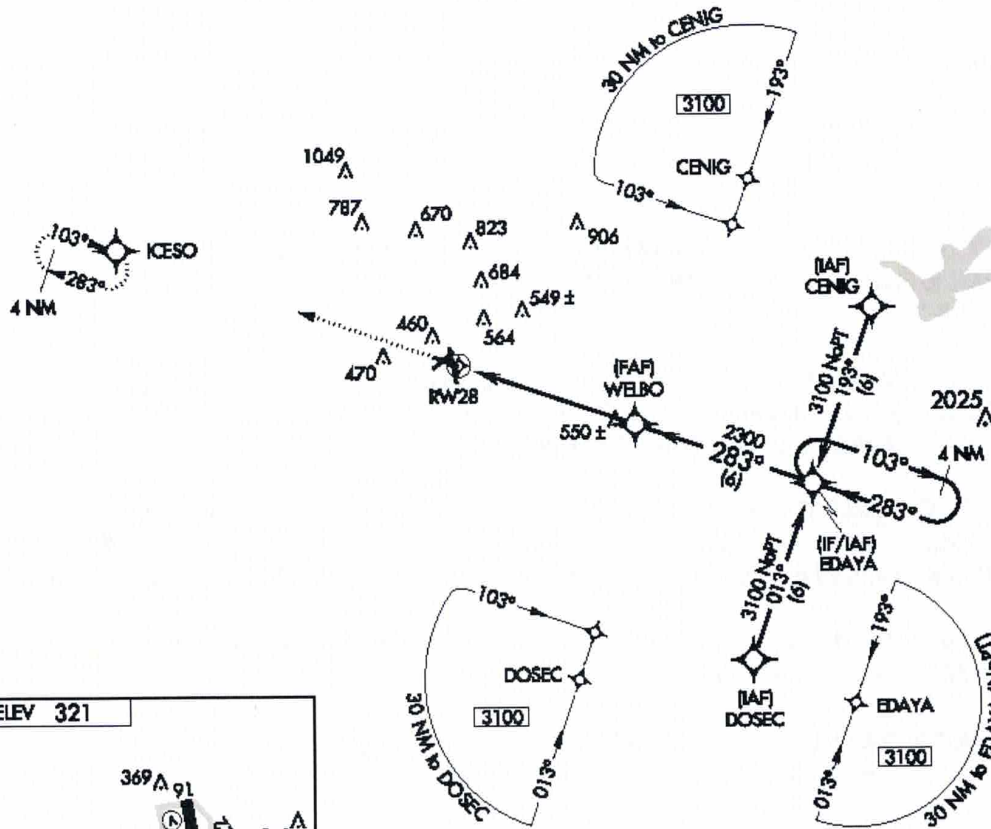 30 NM to CENIG
193°
3100
CENIG
103°
1049
787
670
823
906
103°
ICESO
283°
4 NM
684
549 ±
564
460
470
RW28
(IAF)
CENIG
3100 NoPT
193°
(6)
2025
(FAF)
WELBO
550 ±
2300
283°
(6)
103°
4 NM
283°
(IF/IAF)
EDAYA
3100 NoPT
013°
(6)
(IAF)
DOSEC
103°
DOSEC
3100
013°
30 NM to DOSEC
193°
EDAYA
3100
013°
30 NM to EDAYA
ELEV 321
369
16
A